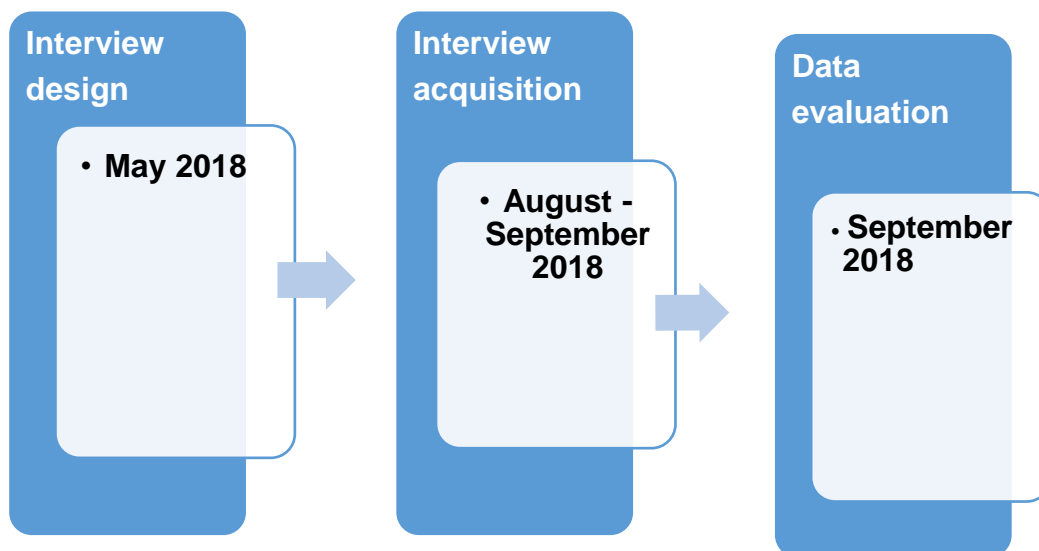 Interview
design
• May 2018
Interview
acquisition
• August -
September
2018
Data
evaluation
• September
2018